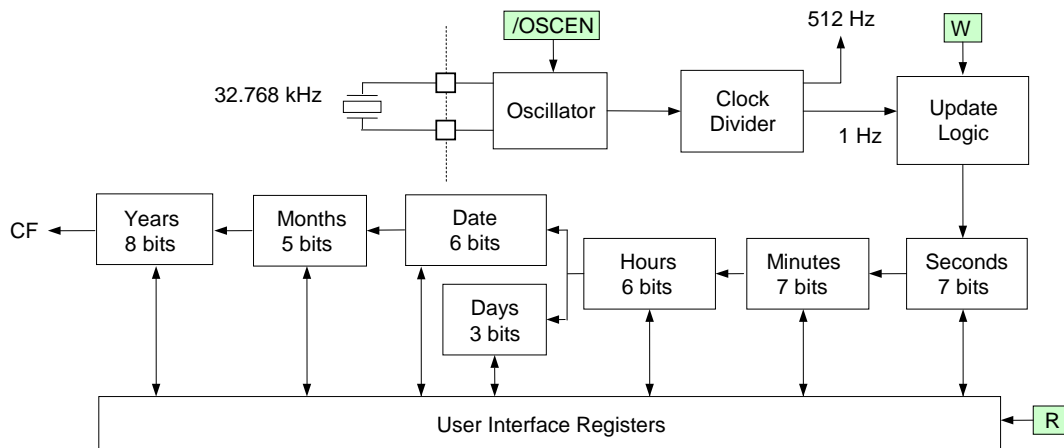 /OSCEN
512 Hz
W
32.768 kHz
Oscillator
Clock
Divider
1 Hz
Update
Logic
CF
Years
8 bits
Months
5 bits
Date
6 bits
Days
3 bits
Hours
6 bits
Minutes
7 bits
Seconds
7 bits
User Interface Registers
R